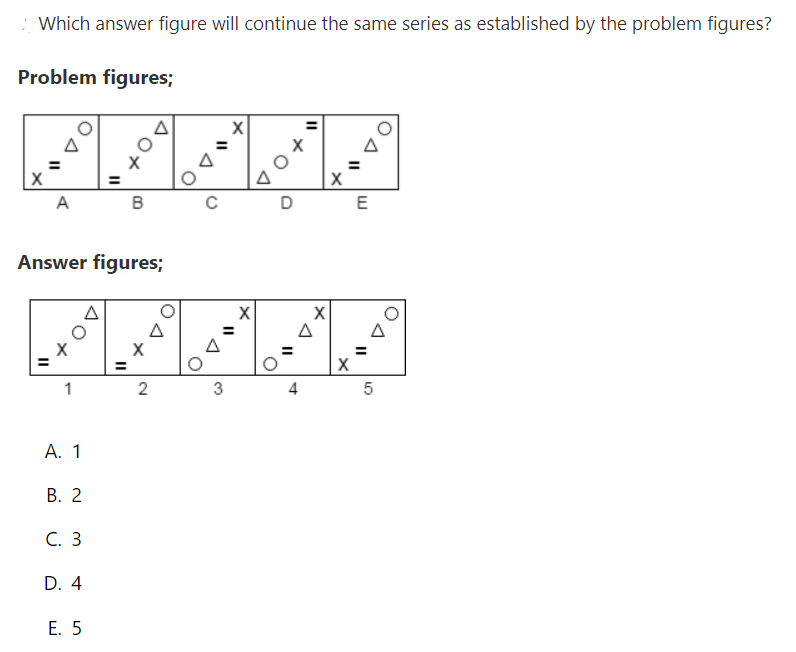 Which answer figure will continue the same series as established by the problem figures?
Problem figures;
X = Δ O = X O Δ O Δ = X Δ O X = X = Δ O
A B C D E
Answer figures;
= X O Δ = X Δ O O Δ = X O = Δ X X = Δ O
1 2 3 4 5
A. 1
B. 2
C. 3
D. 4
E. 5